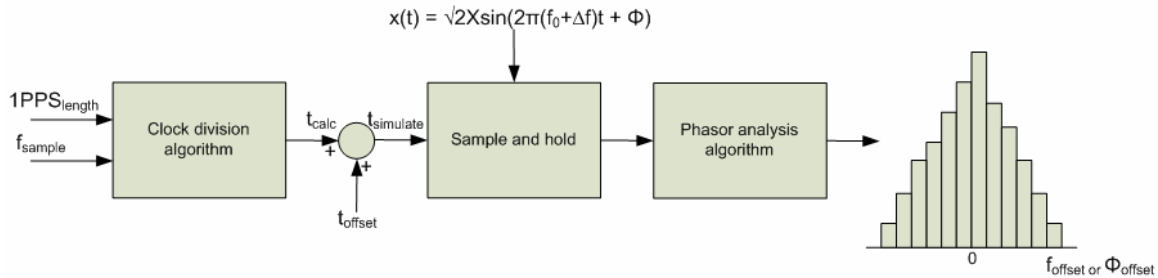 x(t) = √2Xsin(2π(f₀+Δf)t + Φ)
1PPSlength
fsample
Clock division
algorithm
tcalc
+
+
toffset
tsimulate
Sample and hold
Phasor analysis
algorithm
0
foffset or Φoffset